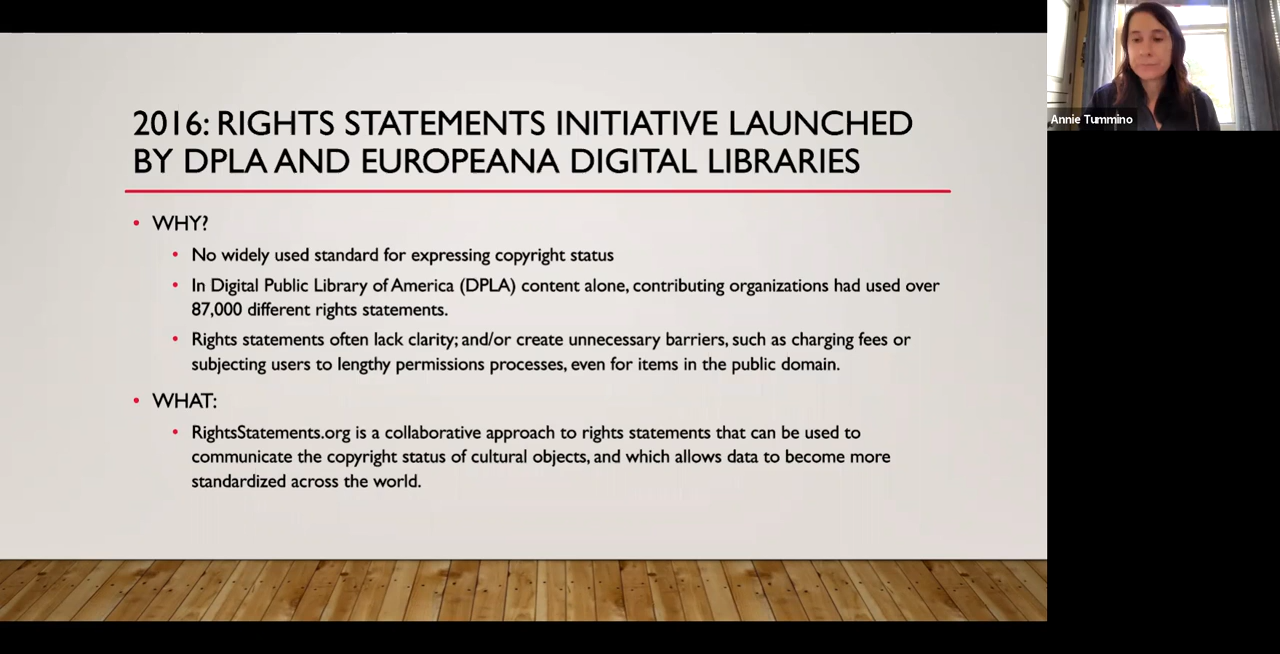 2016: RIGHTS STATEMENTS INITIATIVE LAUNCHED
BY DPLA AND EUROPEANA DIGITAL LIBRARIES
• WHY?
• No widely used standard for expressing copyright status
• In Digital Public Library of America (DPLA) content alone, contributing organizations had used over
87,000 different rights statements.
• Rights statements often lack clarity; and/or create unnecessary barriers, such as charging fees or
subjecting users to lengthy permissions processes, even for items in the public domain.
• WHAT:
• RightsStatements.org is a collaborative approach to rights statements that can be used to
communicate the copyright status of cultural objects, and which allows data to become more
standardized across the world.
Annie Tummino